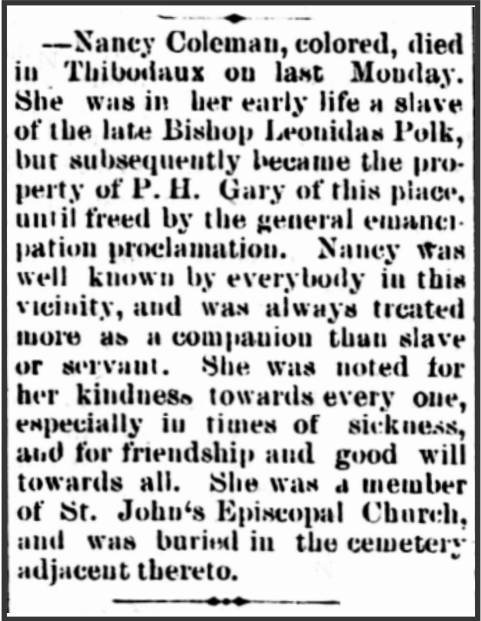 —Nancy Coleman, colored, died
in Thibodaux on last Monday.
She was in her early life a slave
of the late Bishop Leonidas Polk,
but subsequently became the pro-
perty of P. H. Gary of this place,
until freed by the general emanci-
pation proclamation. Nancy was
well known by everybody in this
vicinity, and was always treated
more as a companion than slave
or servant. She was noted for
her kindness towards every one,
especially in times of sickness,
and for friendship and good will
towards all. She was a member
of St. John‘s Episcopal Church,
and was buried in the cemetery
adjacent thereto.